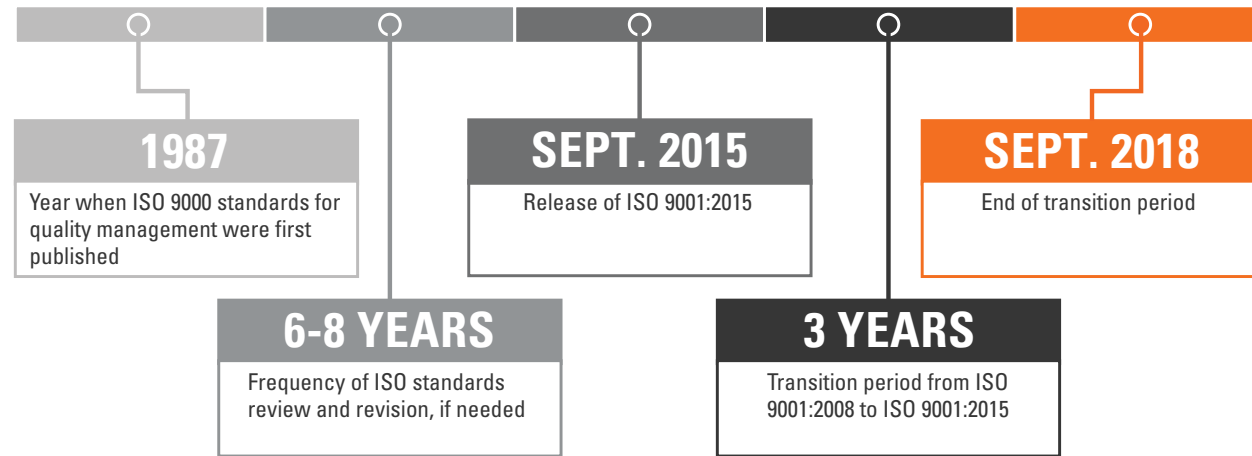 1987
Year when ISO 9000 standards for
quality management were first
published
6-8 YEARS
Frequency of ISO standards
review and revision, if needed
SEPT. 2015
Release of ISO 9001:2015
3 YEARS
Transition period from ISO
9001:2008 to ISO 9001:2015
SEPT. 2018
End of transition period